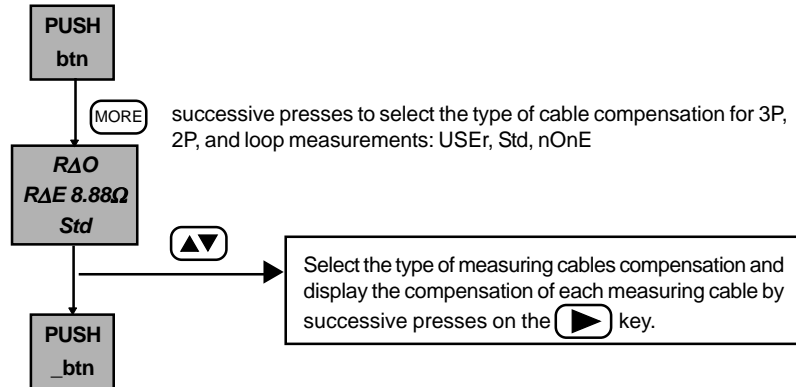 PUSH
btn
MORE
successive presses to select the type of cable compensation for 3P,
2P, and loop measurements: USEr, Std, nOnE
RΔO
RΔE 8.88Ω
Std
▲▼
Select the type of measuring cables compensation and
display the compensation of each measuring cable by
successive presses on the ▶ key.
PUSH
_btn